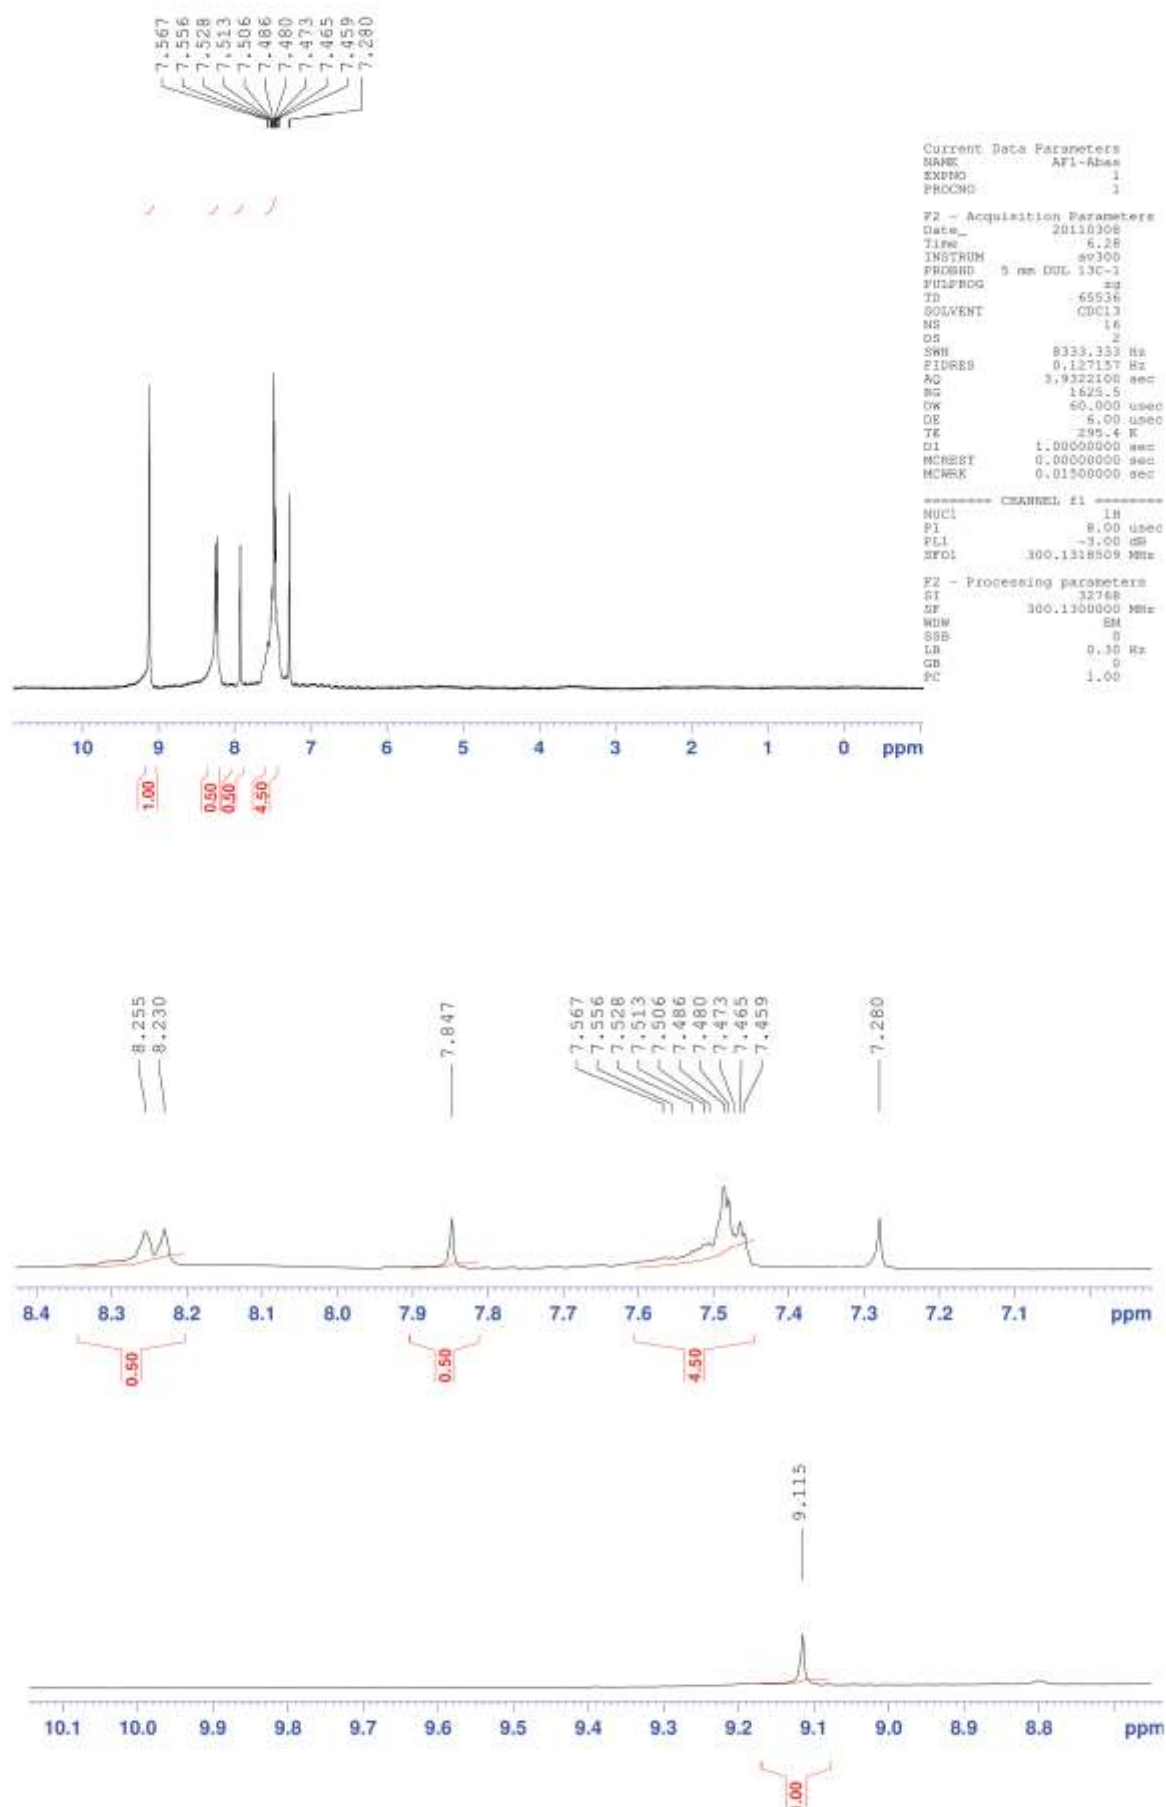 7.567
7.556
7.528
7.513
7.506
7.486
7.480
7.473
7.465
7.459
7.280
Current Data Parameters
NAME AF1-Abas
EXPNO 1
PROCNO 1
F2 - Acquisition Parameters
Date_ 20110308
Time 6.28
INSTRUM av300
PROBHD 5 mm DUL 13C-1
PULPROG zg
TD 65536
SOLVENT CDCl3
NS 16
DS 2
SWH 8333.333 Hz
FIDRES 0.127157 Hz
AQ 3.9322100 sec
RG 1625.5
DW 60.000 usec
DE 6.00 usec
TE 295.4 K
D1 1.00000000 sec
MCREST 0.00000000 sec
MCWRK 0.01500000 sec
======== CHANNEL f1 ========
NUC1 1H
P1 8.00 usec
PL1 -3.00 dB
SFO1 300.1318509 MHz
F2 - Processing parameters
SI 32768
SF 300.1300000 MHz
WDW EM
SSB 0
LB 0.30 Hz
GB 0
PC 1.00
10 9 8 7 6 5 4 3 2 1 0 ppm
1.00
0.50
0.50
4.50
8.255
8.230
7.847
7.567
7.556
7.528
7.513
7.506
7.486
7.480
7.473
7.465
7.459
7.280
8.4 8.3 8.2 8.1 8.0 7.9 7.8 7.7 7.6 7.5 7.4 7.3 7.2 7.1 ppm
0.50
0.50
4.50
9.115
10.1 10.0 9.9 9.8 9.7 9.6 9.5 9.4 9.3 9.2 9.1 9.0 8.9 8.8 ppm
.00